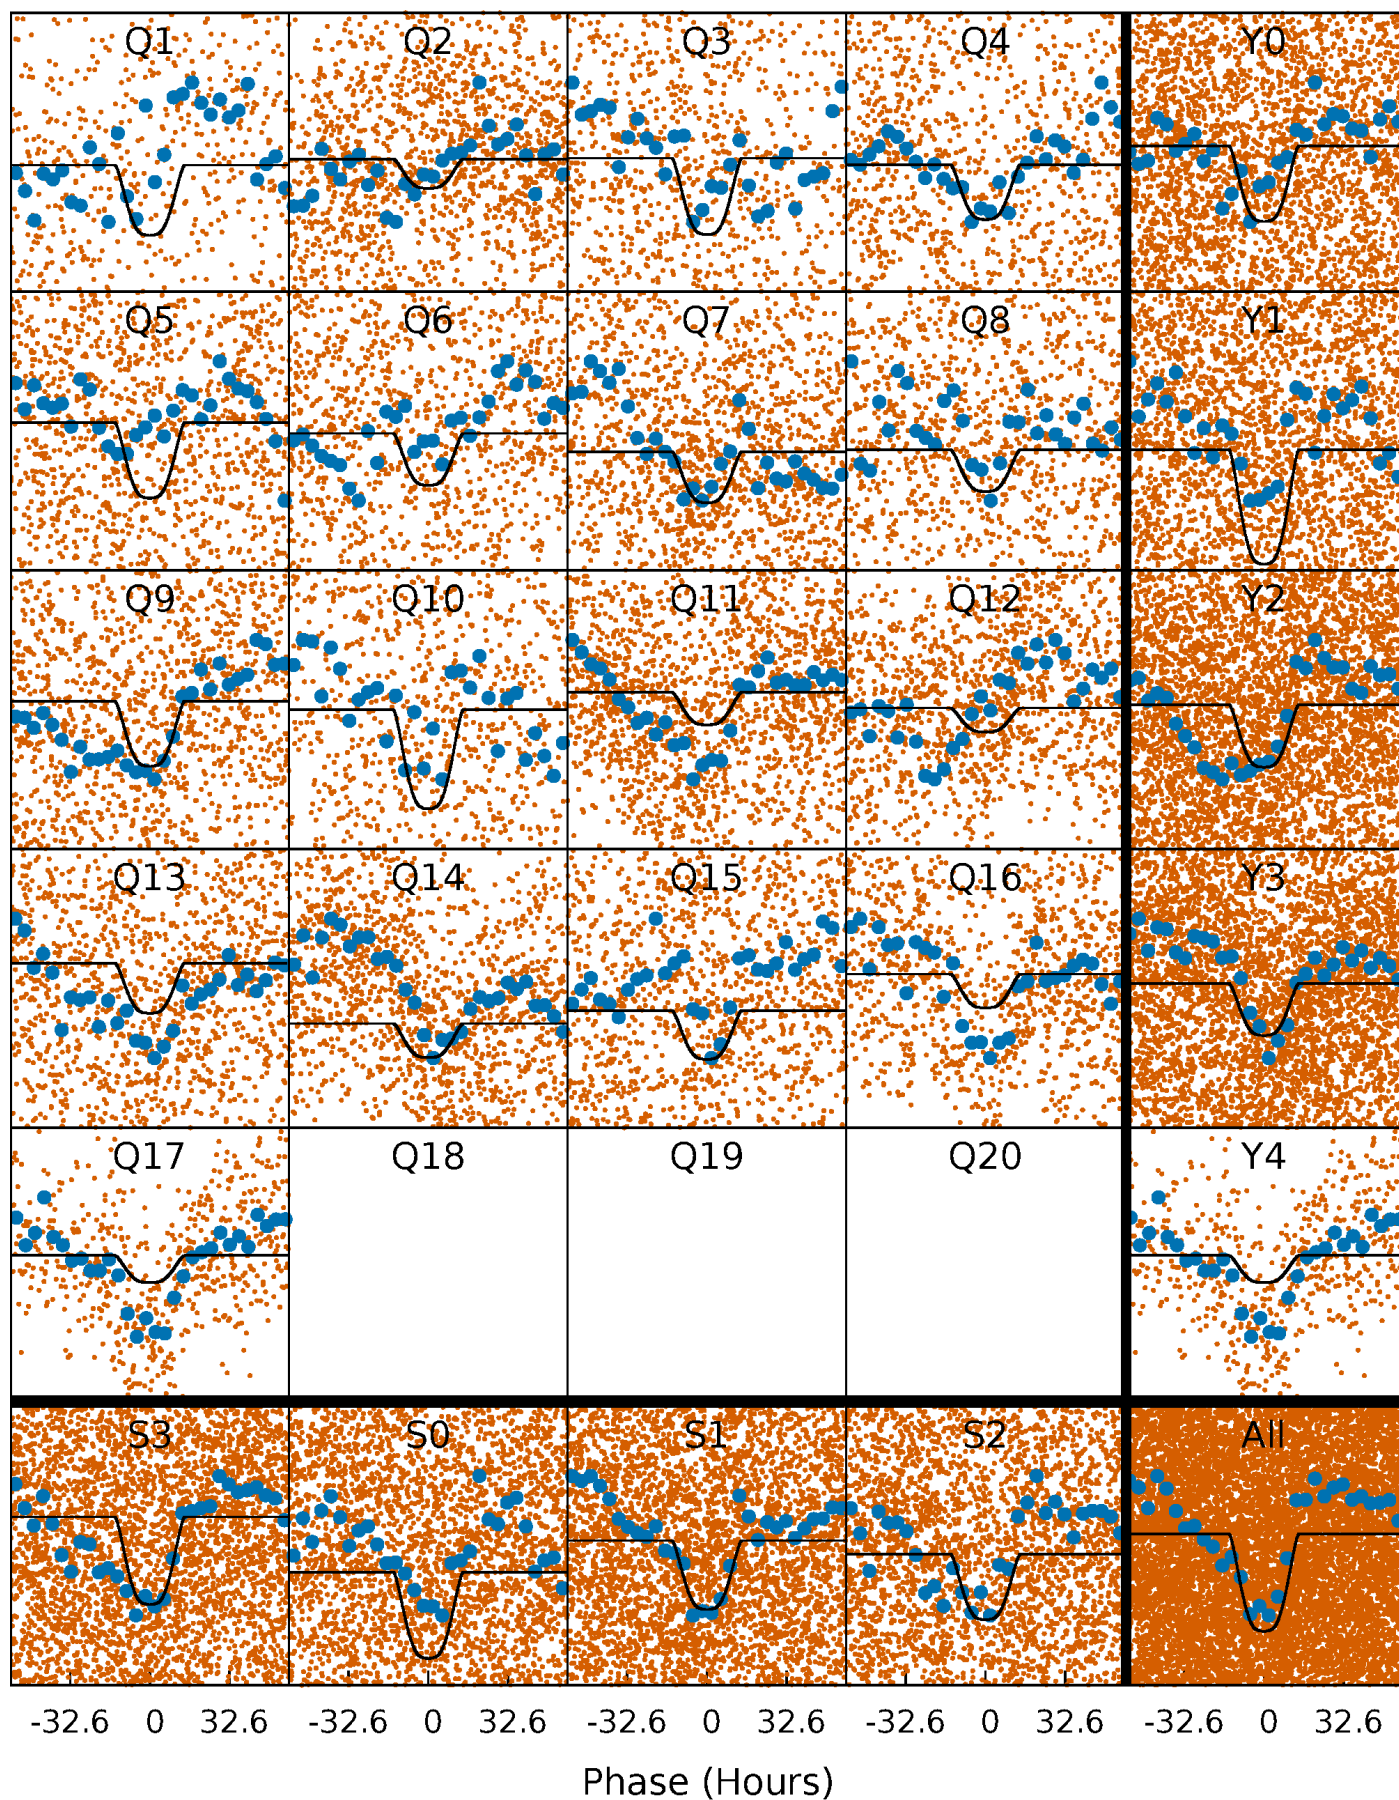 Q1 Q2 Q3 Q4 Y0
Q5 Q6 Q7 Q8 Y1
Q9 Q10 Q11 Q12 Y2
Q13 Q14 Q15 Q16 Y3
Q17 Q18 Q19 Q20 Y4
S3 S0 S1 S2 All
-32.6 0 32.6 -32.6 0 32.6 -32.6 0 32.6 -32.6 0 32.6 -32.6 0 32.6
Phase (Hours)